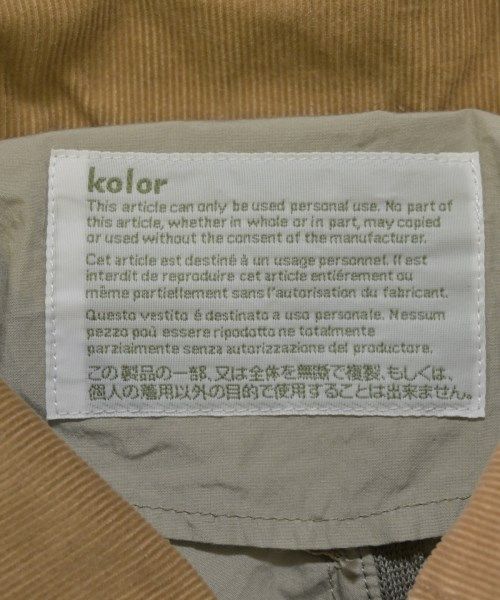 kolor
This article can only be used personal use. No part of
this article, whether in whole or in part, may copied
or used without the consent of the manufacturer.
Cet article est destiné à un usage personnel. Il est
interdit de reproduire cet article entiérement ou
même partiellement sans l'autorisation du fabricant.
Questo vestito é destinato a uso personale. Nessum
pezzo poù essere ripodotto ne totalmente
parzialmente senza autorizzazione del productore.
この製品の一部、又は全体を無断で複製、もしくは、
個人の着用以外の目的で使用することは出来ません。